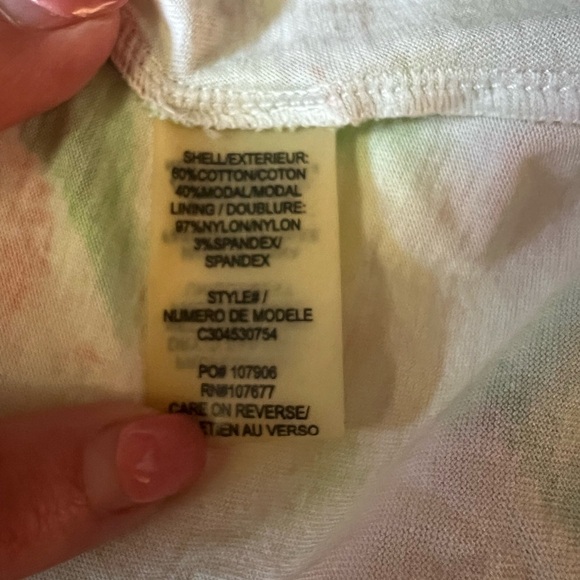 SHELL/EXTERIEUR:
60%COTTON/COTON
40%MODAL/MODAL
LINING / DOUBLURE:
97%NYLON/NYLON
3%SPANDEX/
SPANDEX
STYLE# /
NUMERO DE MODELE
C304530754
PO# 107906
RN#107677
CARE ON REVERSE/
ETIEN AU VERSO